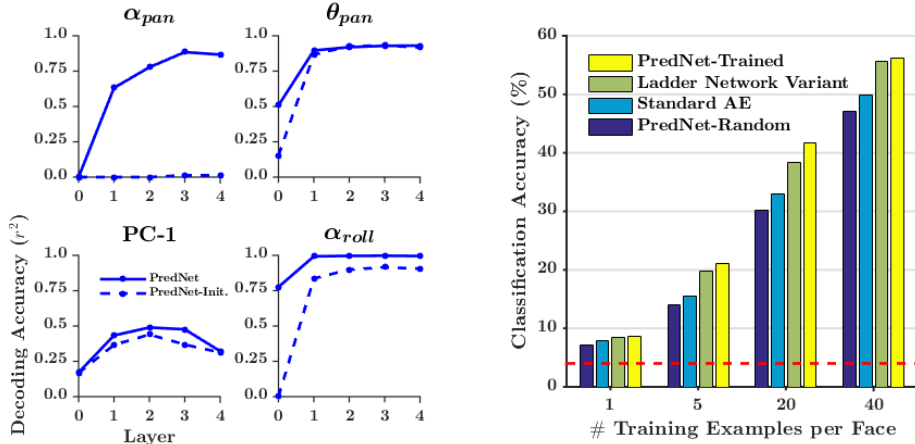 α_pan
θ_pan
1.0
0.75
0.50
0.25
0.0
0 1 2 3 4
1.0
0.75
0.50
0.25
0.0
0 1 2 3 4
PC-1
α_roll
Decoding Accuracy (r²)
1.0
0.75
0.50
0.25
0.0
PredNet
PredNet-Init.
0 1 2 3 4
Layer
1.0
0.75
0.50
0.25
0.0
0 1 2 3 4
Classification Accuracy (%)
60
50
40
30
20
10
0
PredNet-Trained
Ladder Network Variant
Standard AE
PredNet-Random
1 5 20 40
# Training Examples per Face